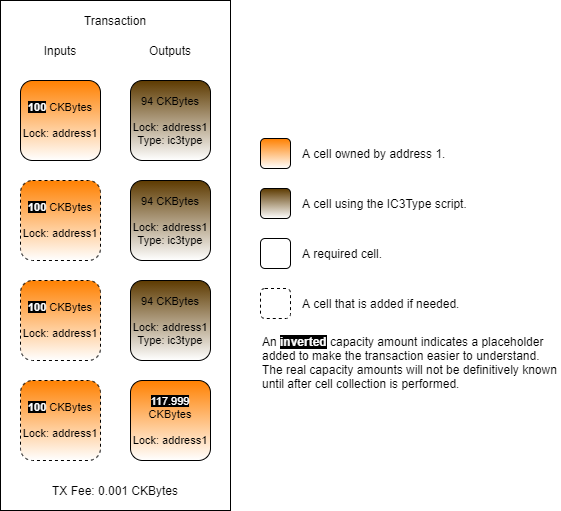 Transaction
Inputs
Outputs
100 CKBytes
Lock: address1
94 CKBytes
Lock: address1
Type: ic3type
100 CKBytes
Lock: address1
94 CKBytes
Lock: address1
Type: ic3type
100 CKBytes
Lock: address1
94 CKBytes
Lock: address1
Type: ic3type
100 CKBytes
Lock: address1
117.999
CKBytes
Lock: address1
TX Fee: 0.001 CKBytes
A cell owned by address 1.
A cell using the IC3Type script.
A required cell.
A cell that is added if needed.
An inverted capacity amount indicates a placeholder
added to make the transaction easier to understand.
The real capacity amounts will not be definitively known
until after cell collection is performed.